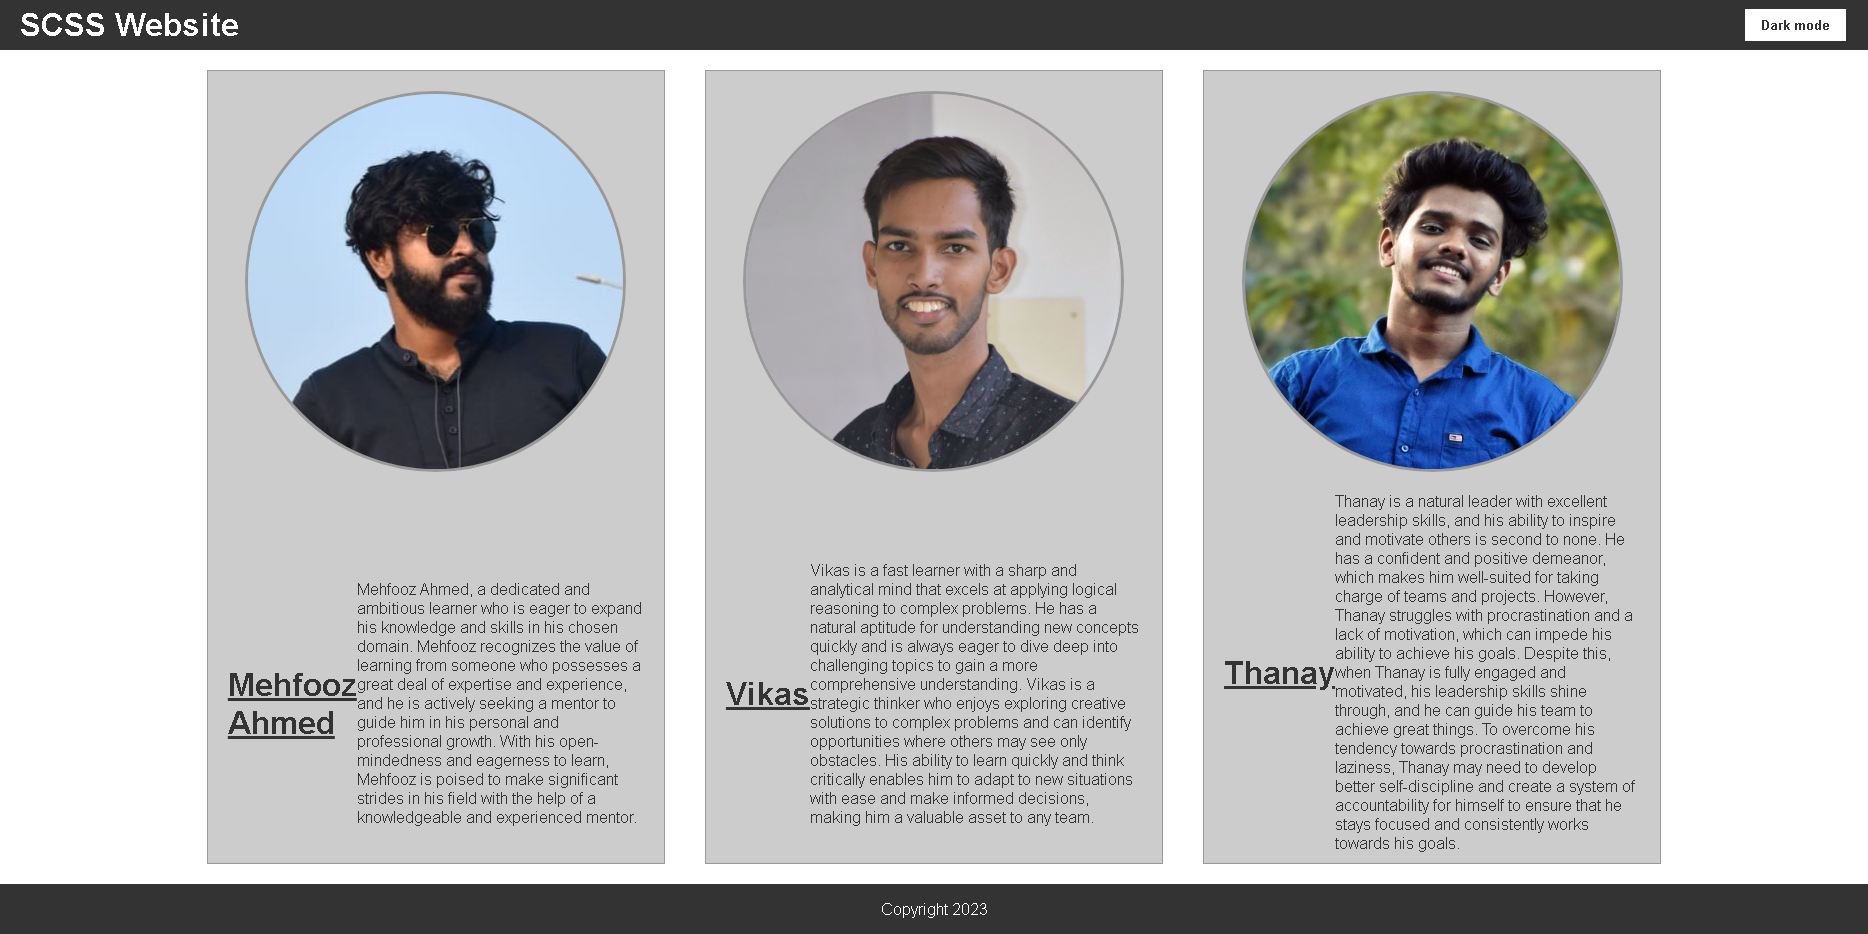 SCSS Website
Dark mode
Mehfooz
Ahmed
Mehfooz Ahmed, a dedicated and
ambitious learner who is eager to expand
his knowledge and skills in his chosen
domain. Mehfooz recognizes the value of
learning from someone who possesses a
great deal of expertise and experience,
and he is actively seeking a mentor to
guide him in his personal and
professional growth. With his open-
mindedness and eagerness to learn,
Mehfooz is poised to make significant
strides in his field with the help of a
knowledgeable and experienced mentor.
Vikas
Vikas is a fast learner with a sharp and
analytical mind that excels at applying logical
reasoning to complex problems. He has a
natural aptitude for understanding new concepts
quickly and is always eager to dive deep into
challenging topics to gain a more
comprehensive understanding. Vikas is a
strategic thinker who enjoys exploring creative
solutions to complex problems and can identify
opportunities where others may see only
obstacles. His ability to learn quickly and think
critically enables him to adapt to new situations
with ease and make informed decisions,
making him a valuable asset to any team.
Thanay
Thanay is a natural leader with excellent
leadership skills, and his ability to inspire
and motivate others is second to none. He
has a confident and positive demeanor,
which makes him well-suited for taking
charge of teams and projects. However,
Thanay struggles with procrastination and a
lack of motivation, which can impede his
ability to achieve his goals. Despite this,
when Thanay is fully engaged and
motivated, his leadership skills shine
through, and he can guide his team to
achieve great things. To overcome his
tendency towards procrastination and
laziness, Thanay may need to develop
better self-discipline and create a system of
accountability for himself to ensure that he
stays focused and consistently works
towards his goals.
Copyright 2023